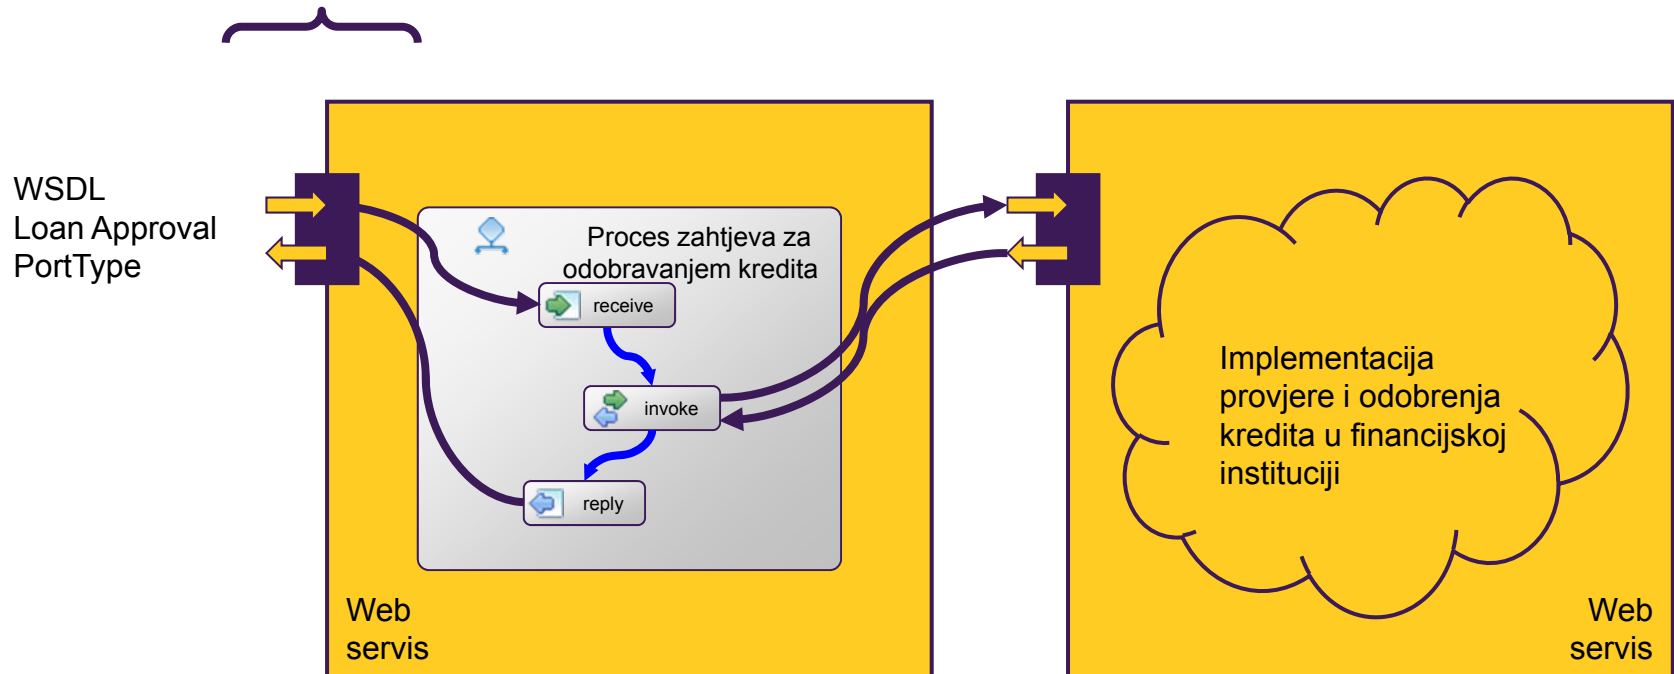 WSDL
Loan Approval
PortType
Proces zahtjeva za
odobravanjem kredita
receive
invoke
reply
Web
servis
Implementacija
provjere i odobrenja
kredita u financijskoj
instituciji
Web
servis